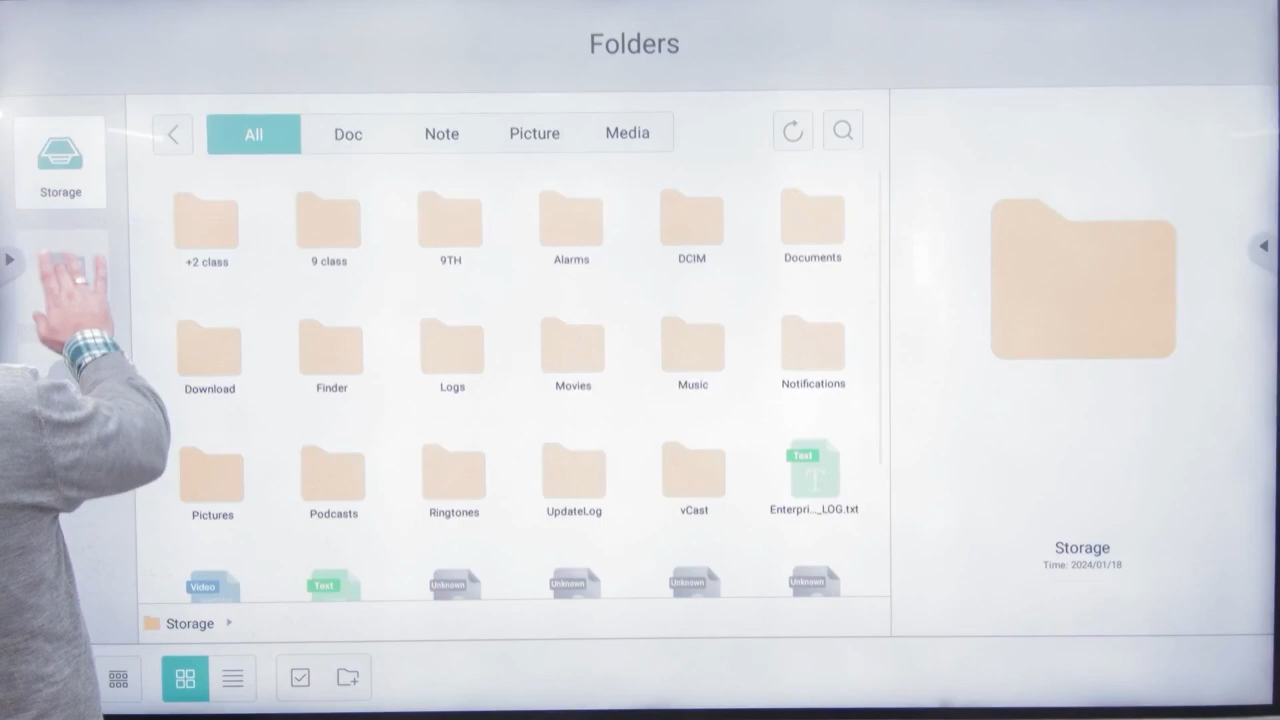 Folders
Storage
All Doc Note Picture Media
+2 class 9 class 9TH Alarms DCIM Documents
Download Finder Logs Movies Music Notifications
Pictures Podcasts Ringtones UpdateLog vCast Text Enterpri..._LOG.txt
Video Text Unknown Unknown Unknown Unknown
Storage
Storage
Time: 2024/01/18